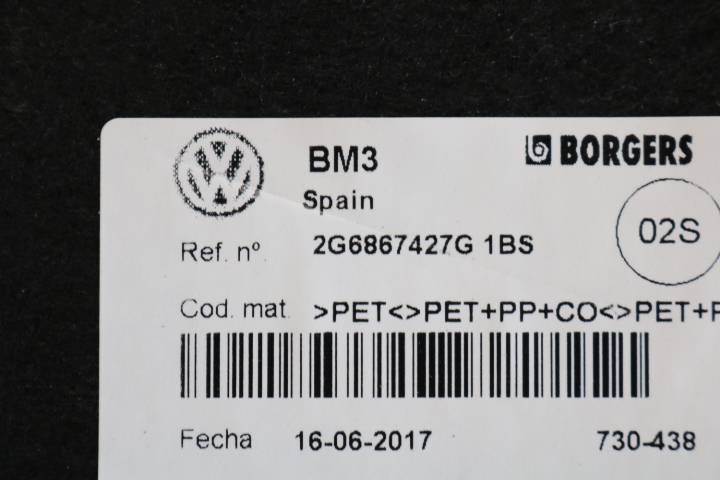 BM3
BORGERS
Spain
02S
Ref. nº 2G6867427G 1BS
Cod. mat. >PET<>PET+PP+CO<>PET+P
Fecha 16-06-2017 730-438